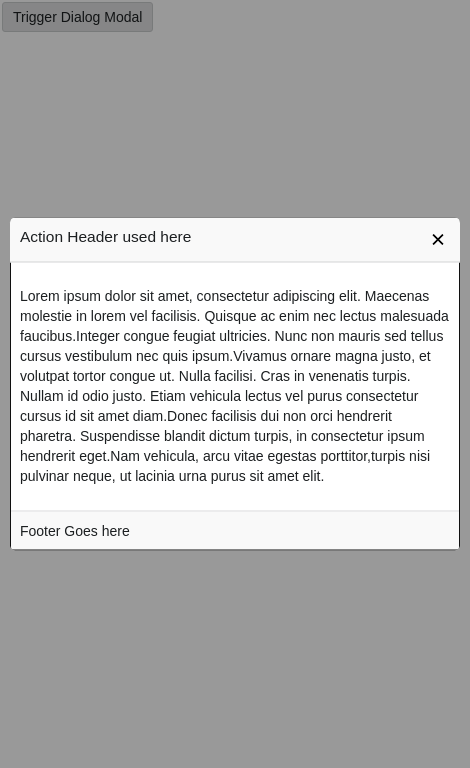 Trigger Dialog Modal
Action Header used here
×
Lorem ipsum dolor sit amet, consectetur adipiscing elit. Maecenas
molestie in lorem vel facilisis. Quisque ac enim nec lectus malesuada
faucibus.Integer congue feugiat ultricies. Nunc non mauris sed tellus
cursus vestibulum nec quis ipsum.Vivamus ornare magna justo, et
volutpat tortor congue ut. Nulla facilisi. Cras in venenatis turpis.
Nullam id odio justo. Etiam vehicula lectus vel purus consectetur
cursus id sit amet diam.Donec facilisis dui non orci hendrerit
pharetra. Suspendisse blandit dictum turpis, in consectetur ipsum
hendrerit eget.Nam vehicula, arcu vitae egestas porttitor,turpis nisi
pulvinar neque, ut lacinia urna purus sit amet elit.
Footer Goes here